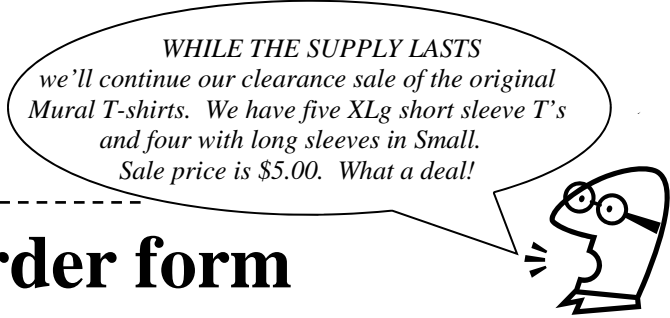 WHILE THE SUPPLY LASTS
we'll continue our clearance sale of the original
Mural T-shirts. We have five XLg short sleeve T's
and four with long sleeves in Small.
Sale price is $5.00. What a deal!
rder form